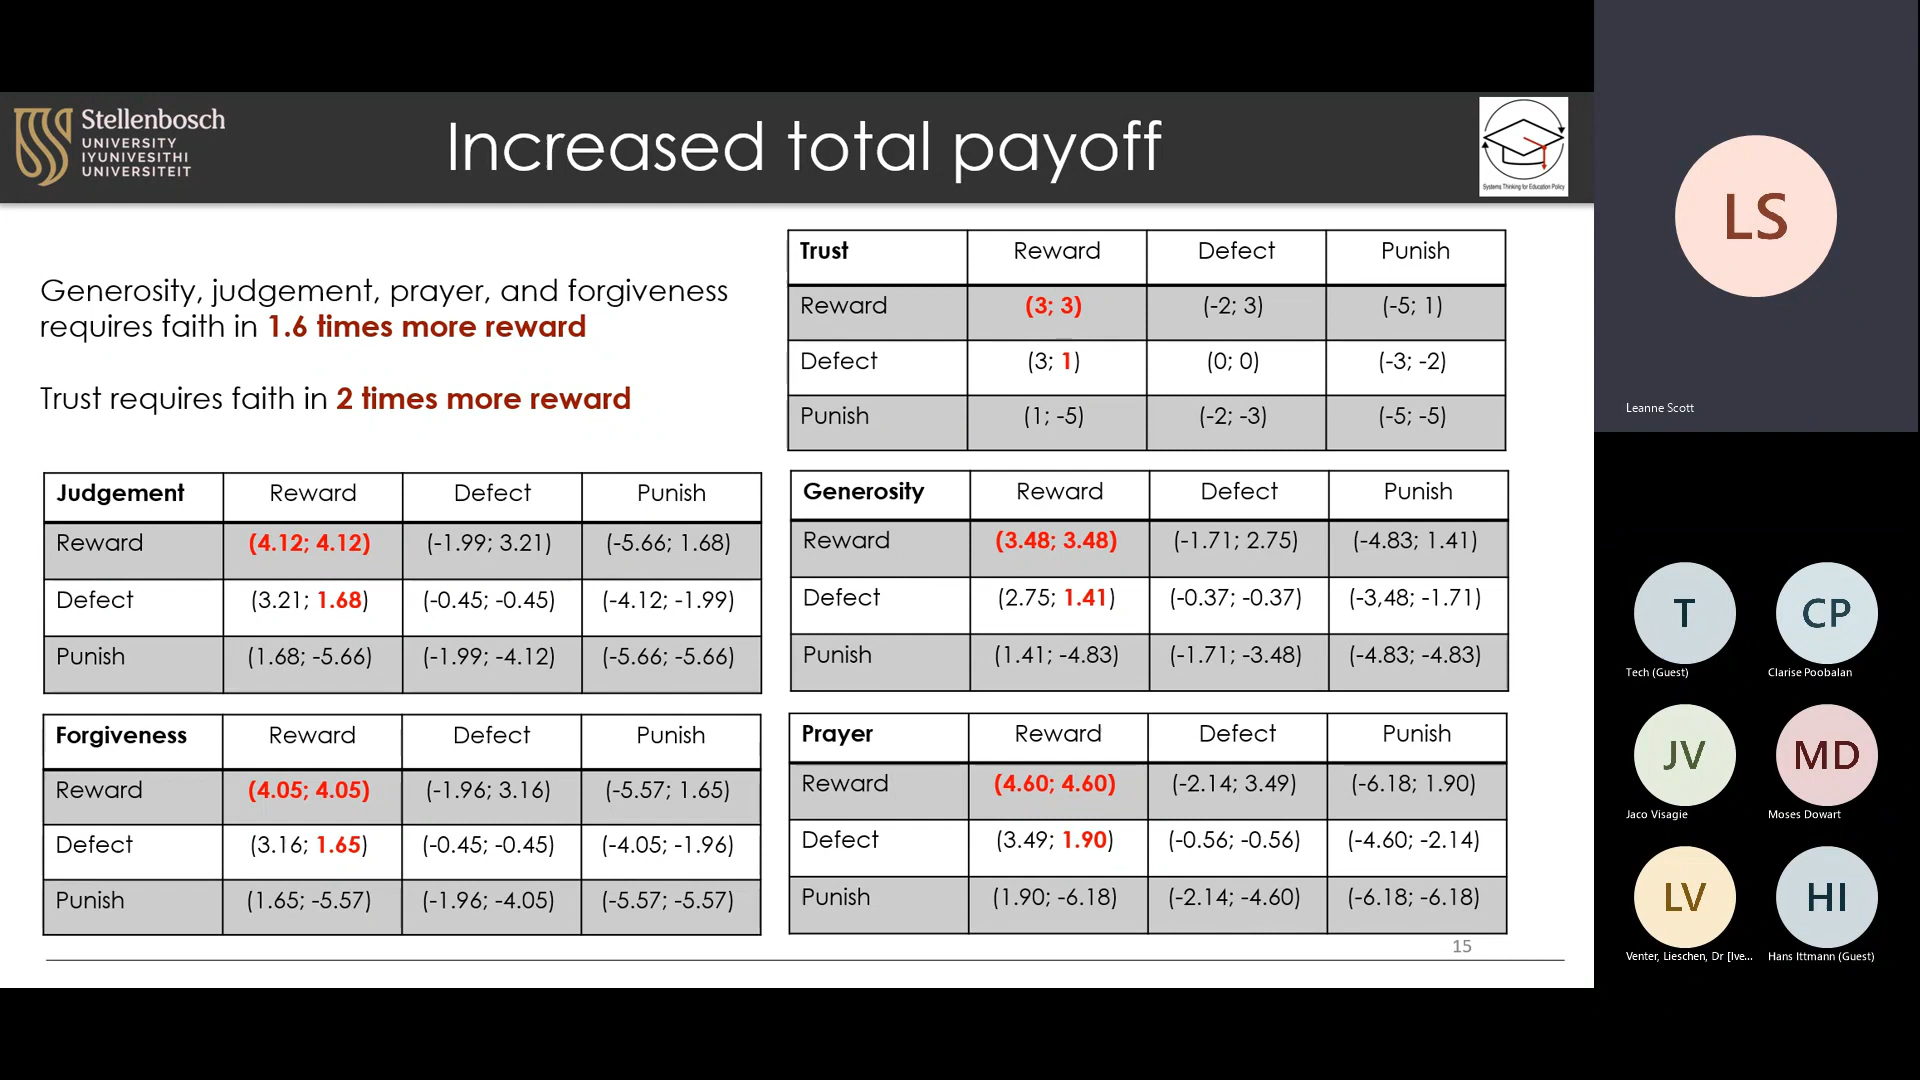 Stellenbosch
UNIVERSITY
IYUNIVESITHI
UNIVERSITEIT
Increased total payoff
Systems Thinking for Education Policy
Generosity, judgement, prayer, and forgiveness
requires faith in 1.6 times more reward
Trust requires faith in 2 times more reward
Trust Reward Defect Punish
Reward (3; 3) (-2; 3) (-5; 1)
Defect (3; 1) (0; 0) (-3; -2)
Punish (1; -5) (-2; -3) (-5; -5)
Judgement Reward Defect Punish
Reward (4.12; 4.12) (-1.99; 3.21) (-5.66; 1.68)
Defect (3.21; 1.68) (-0.45; -0.45) (-4.12; -1.99)
Punish (1.68; -5.66) (-1.99; -4.12) (-5.66; -5.66)
Generosity Reward Defect Punish
Reward (3.48; 3.48) (-1.71; 2.75) (-4.83; 1.41)
Defect (2.75; 1.41) (-0.37; -0.37) (-3,48; -1.71)
Punish (1.41; -4.83) (-1.71; -3.48) (-4.83; -4.83)
Forgiveness Reward Defect Punish
Reward (4.05; 4.05) (-1.96; 3.16) (-5.57; 1.65)
Defect (3.16; 1.65) (-0.45; -0.45) (-4.05; -1.96)
Punish (1.65; -5.57) (-1.96; -4.05) (-5.57; -5.57)
Prayer Reward Defect Punish
Reward (4.60; 4.60) (-2.14; 3.49) (-6.18; 1.90)
Defect (3.49; 1.90) (-0.56; -0.56) (-4.60; -2.14)
Punish (1.90; -6.18) (-2.14; -4.60) (-6.18; -6.18)
15
LS
Leanne Scott
T CP
Tech (Guest) Clarise Poobalan
JV MD
Jaco Visagie Moses Dowart
LV HI
Venter, Lieschen, Dr [lve... Hans Ittmann (Guest)